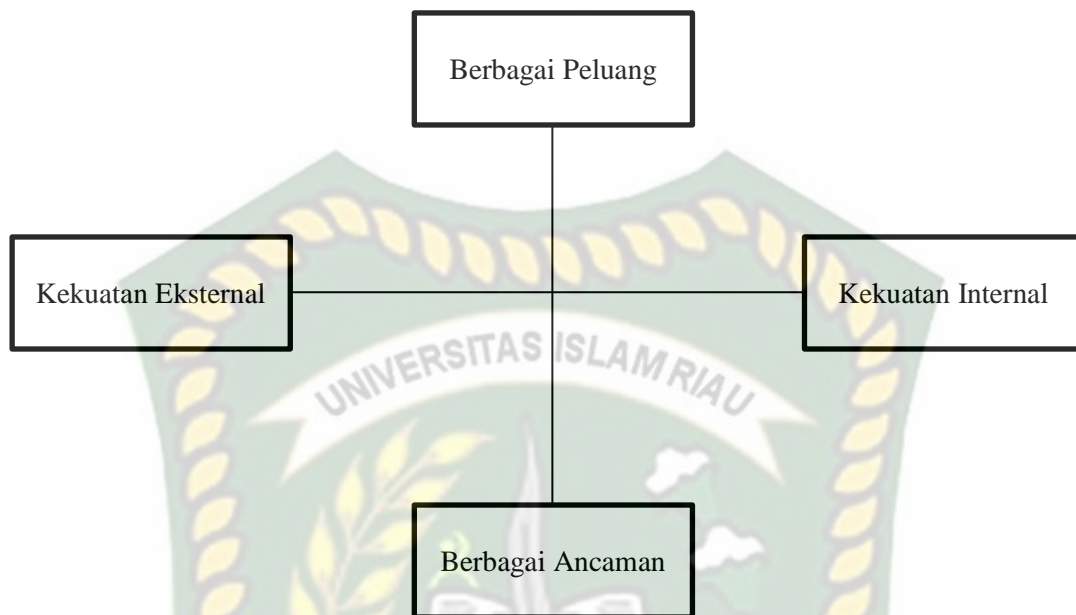 Berbagai Peluang
Kekuatan Eksternal
Kekuatan Internal
UNIVERSITAS ISLAM RIAU
Berbagai Ancaman